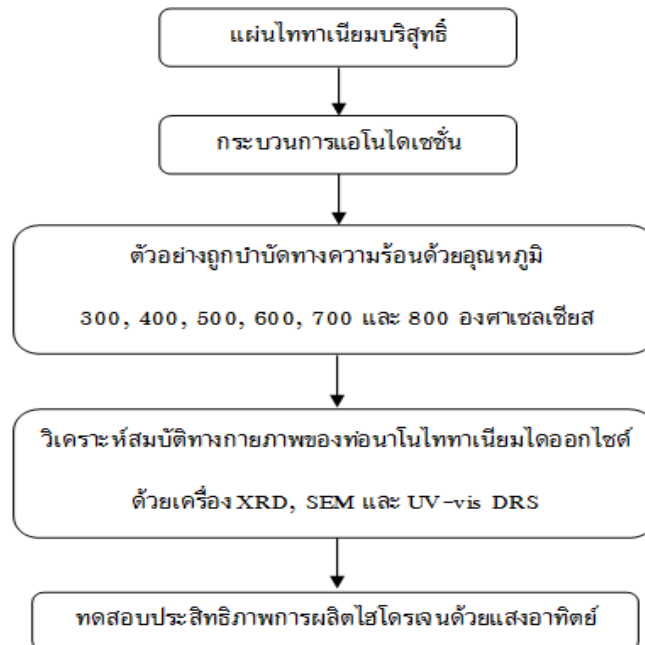 แผ่นไททาเนียมบริสุทธิ์
กระบวนการแอโนไดเซชั่น
ตัวอย่างถูกบำบัดทางความร้อนด้วยอุณหภูมิ
300, 400, 500, 600, 700 และ 800 องศาเซลเซียส
วิเคราะห์สมบัติทางกายภาพของท่อนาโนไททาเนียมไดออกไซด์
ด้วยเครื่อง XRD, SEM และ UV-vis DRS
ทดสอบประสิทธิภาพการผลิตไฮโดรเจนด้วยแสงอาทิตย์